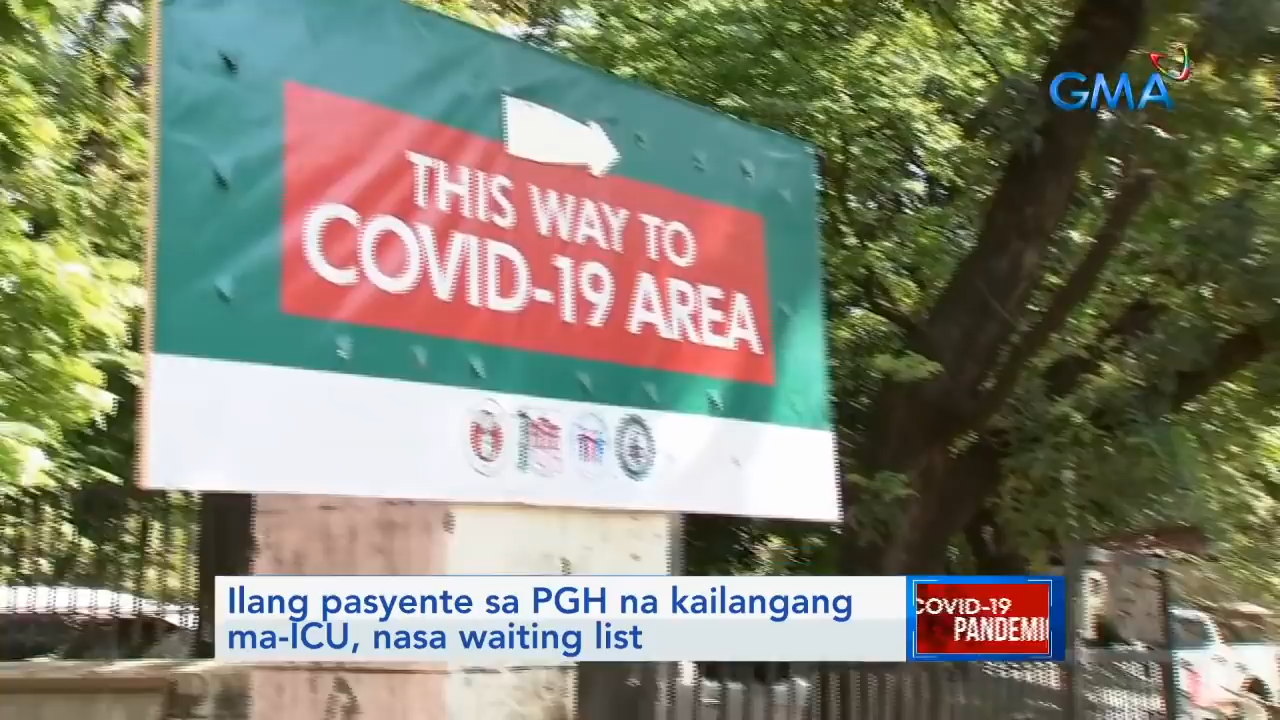 GMA
THIS WAY TO
COVID-19 AREA
Ilang pasyente sa PGH na kailangang
ma-ICU, nasa waiting list
COVID-19
PANDEMI
P